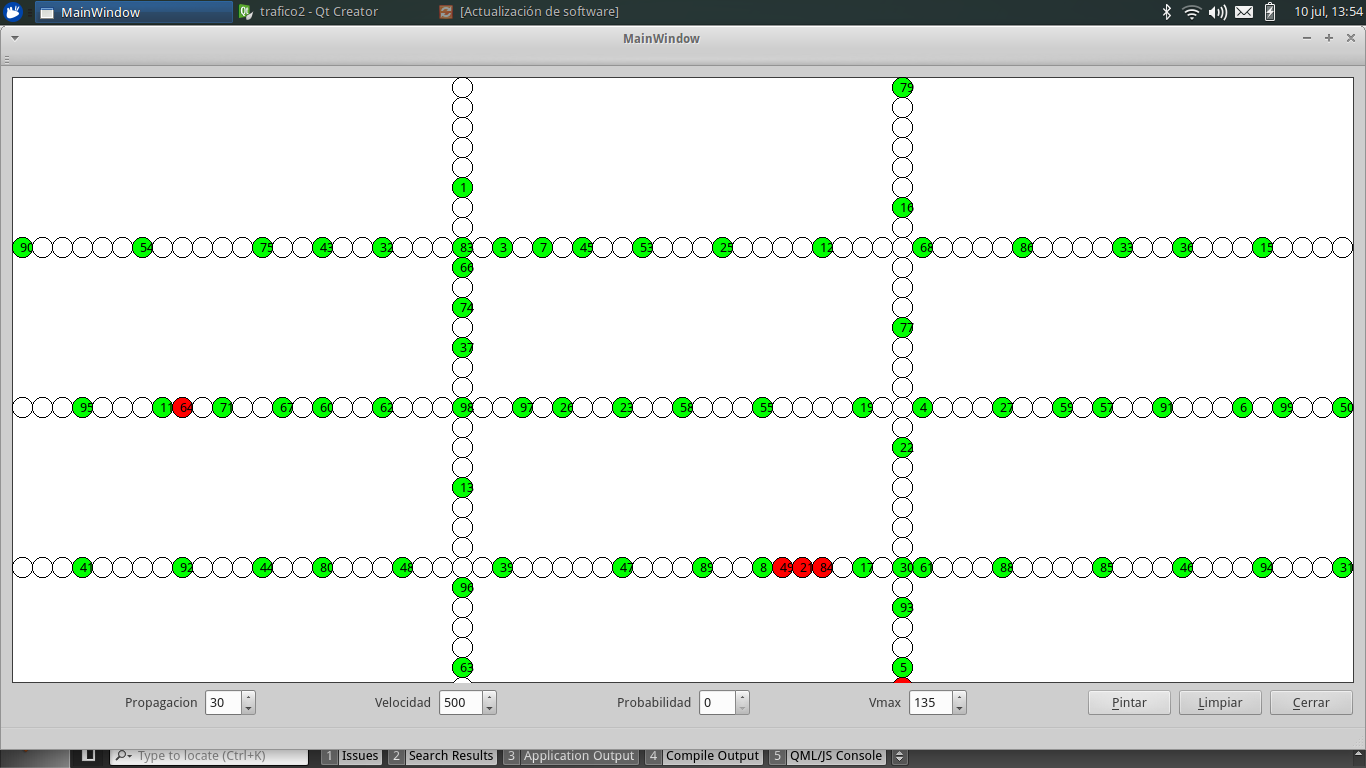 MainWindow trafico2 - Qt Creator [Actualización de software] 10 jul, 13:54
MainWindow
79
1
16
90 54 75 43 32 83 3 7 45 53 25 12 68 86 33 36 15
66
74
77
37
95 11 64 71 67 60 62 98 97 26 23 58 55 19 4 27 59 57 91 6 99 50
22
13
41 92 44 80 48 39 47 89 8 49 21 84 17 30 61 88 85 46 94 31
96
93
63 5
Propagacion 30 Velocidad 500 Probabilidad 0 Vmax 135 Pintar Limpiar Cerrar
Type to locate (Ctrl+K) 1 Issues 2 Search Results 3 Application Output 4 Compile Output 5 QML/JS Console